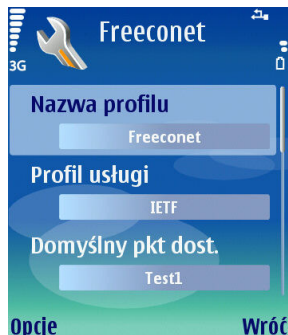 Freeconet
3G
Nazwa profilu
Freeconet
Profil usługi
IETF
Domyślny pkt dost.
Test1
Opcje
Wróć